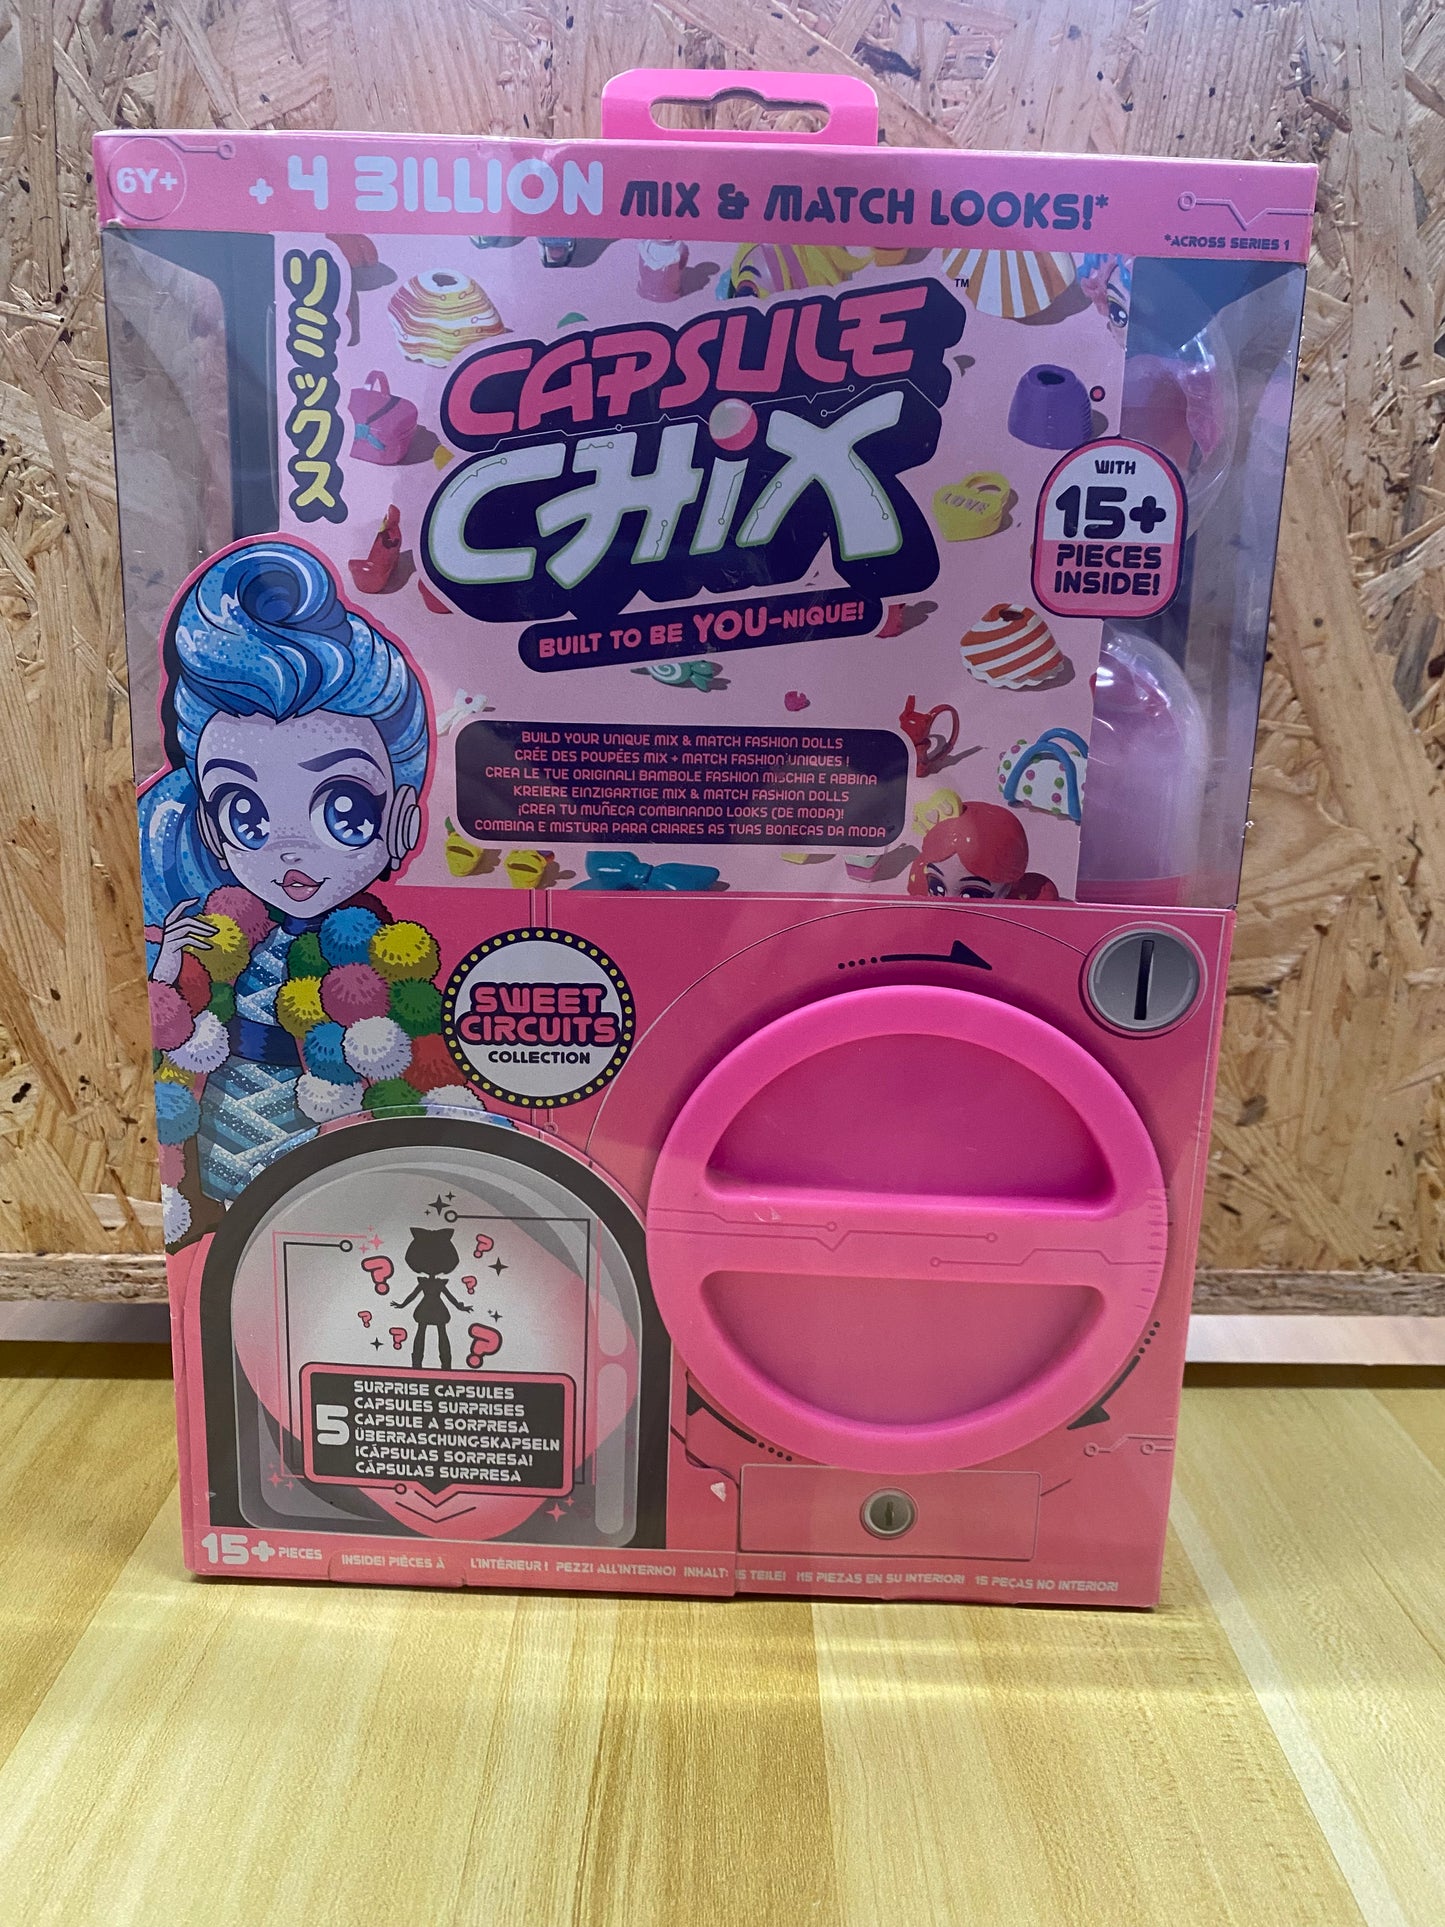 6Y+
+ 4 BILLION MIX & MATCH LOOKS!*
*ACROSS SERIES 1
リミックス
CAPSULE
CHiX
TM
BUILT TO BE YOU-NIQUE!
WITH
15+
PIECES
INSIDE!
LOVE
BUILD YOUR UNIQUE MIX & MATCH FASHION DOLLS
CRÉE DES POUPÉES MIX + MATCH FASHION UNIQUES !
CREA LE TUE ORIGINALI BAMBOLE FASHION MISCHIA E ABBINA
KREIERE EINZIGARTIGE MIX & MATCH FASHION DOLLS
¡CREA TU MUÑECA COMBINANDO LOOKS (DE MODA)!
COMBINA E MISTURA PARA CRIARES AS TUAS BONECAS DA MODA
SWEET
CIRCUITS
COLLECTION
? ? ? ? ? ?
5
SURPRISE CAPSULES
CAPSULES SURPRISES
CAPSULE A SORPRESA
ÜBERRASCHUNGSKAPSELN
¡CÁPSULAS SORPRESA!
CÁPSULAS SURPRESA
15+ PIECES INSIDE! PIÈCES À L'INTÉRIEUR ! PEZZI ALL'INTERNO! INHALT: 15 TEILE! ¡15 PIEZAS EN SU INTERIOR! 15 PEÇAS NO INTERIOR!